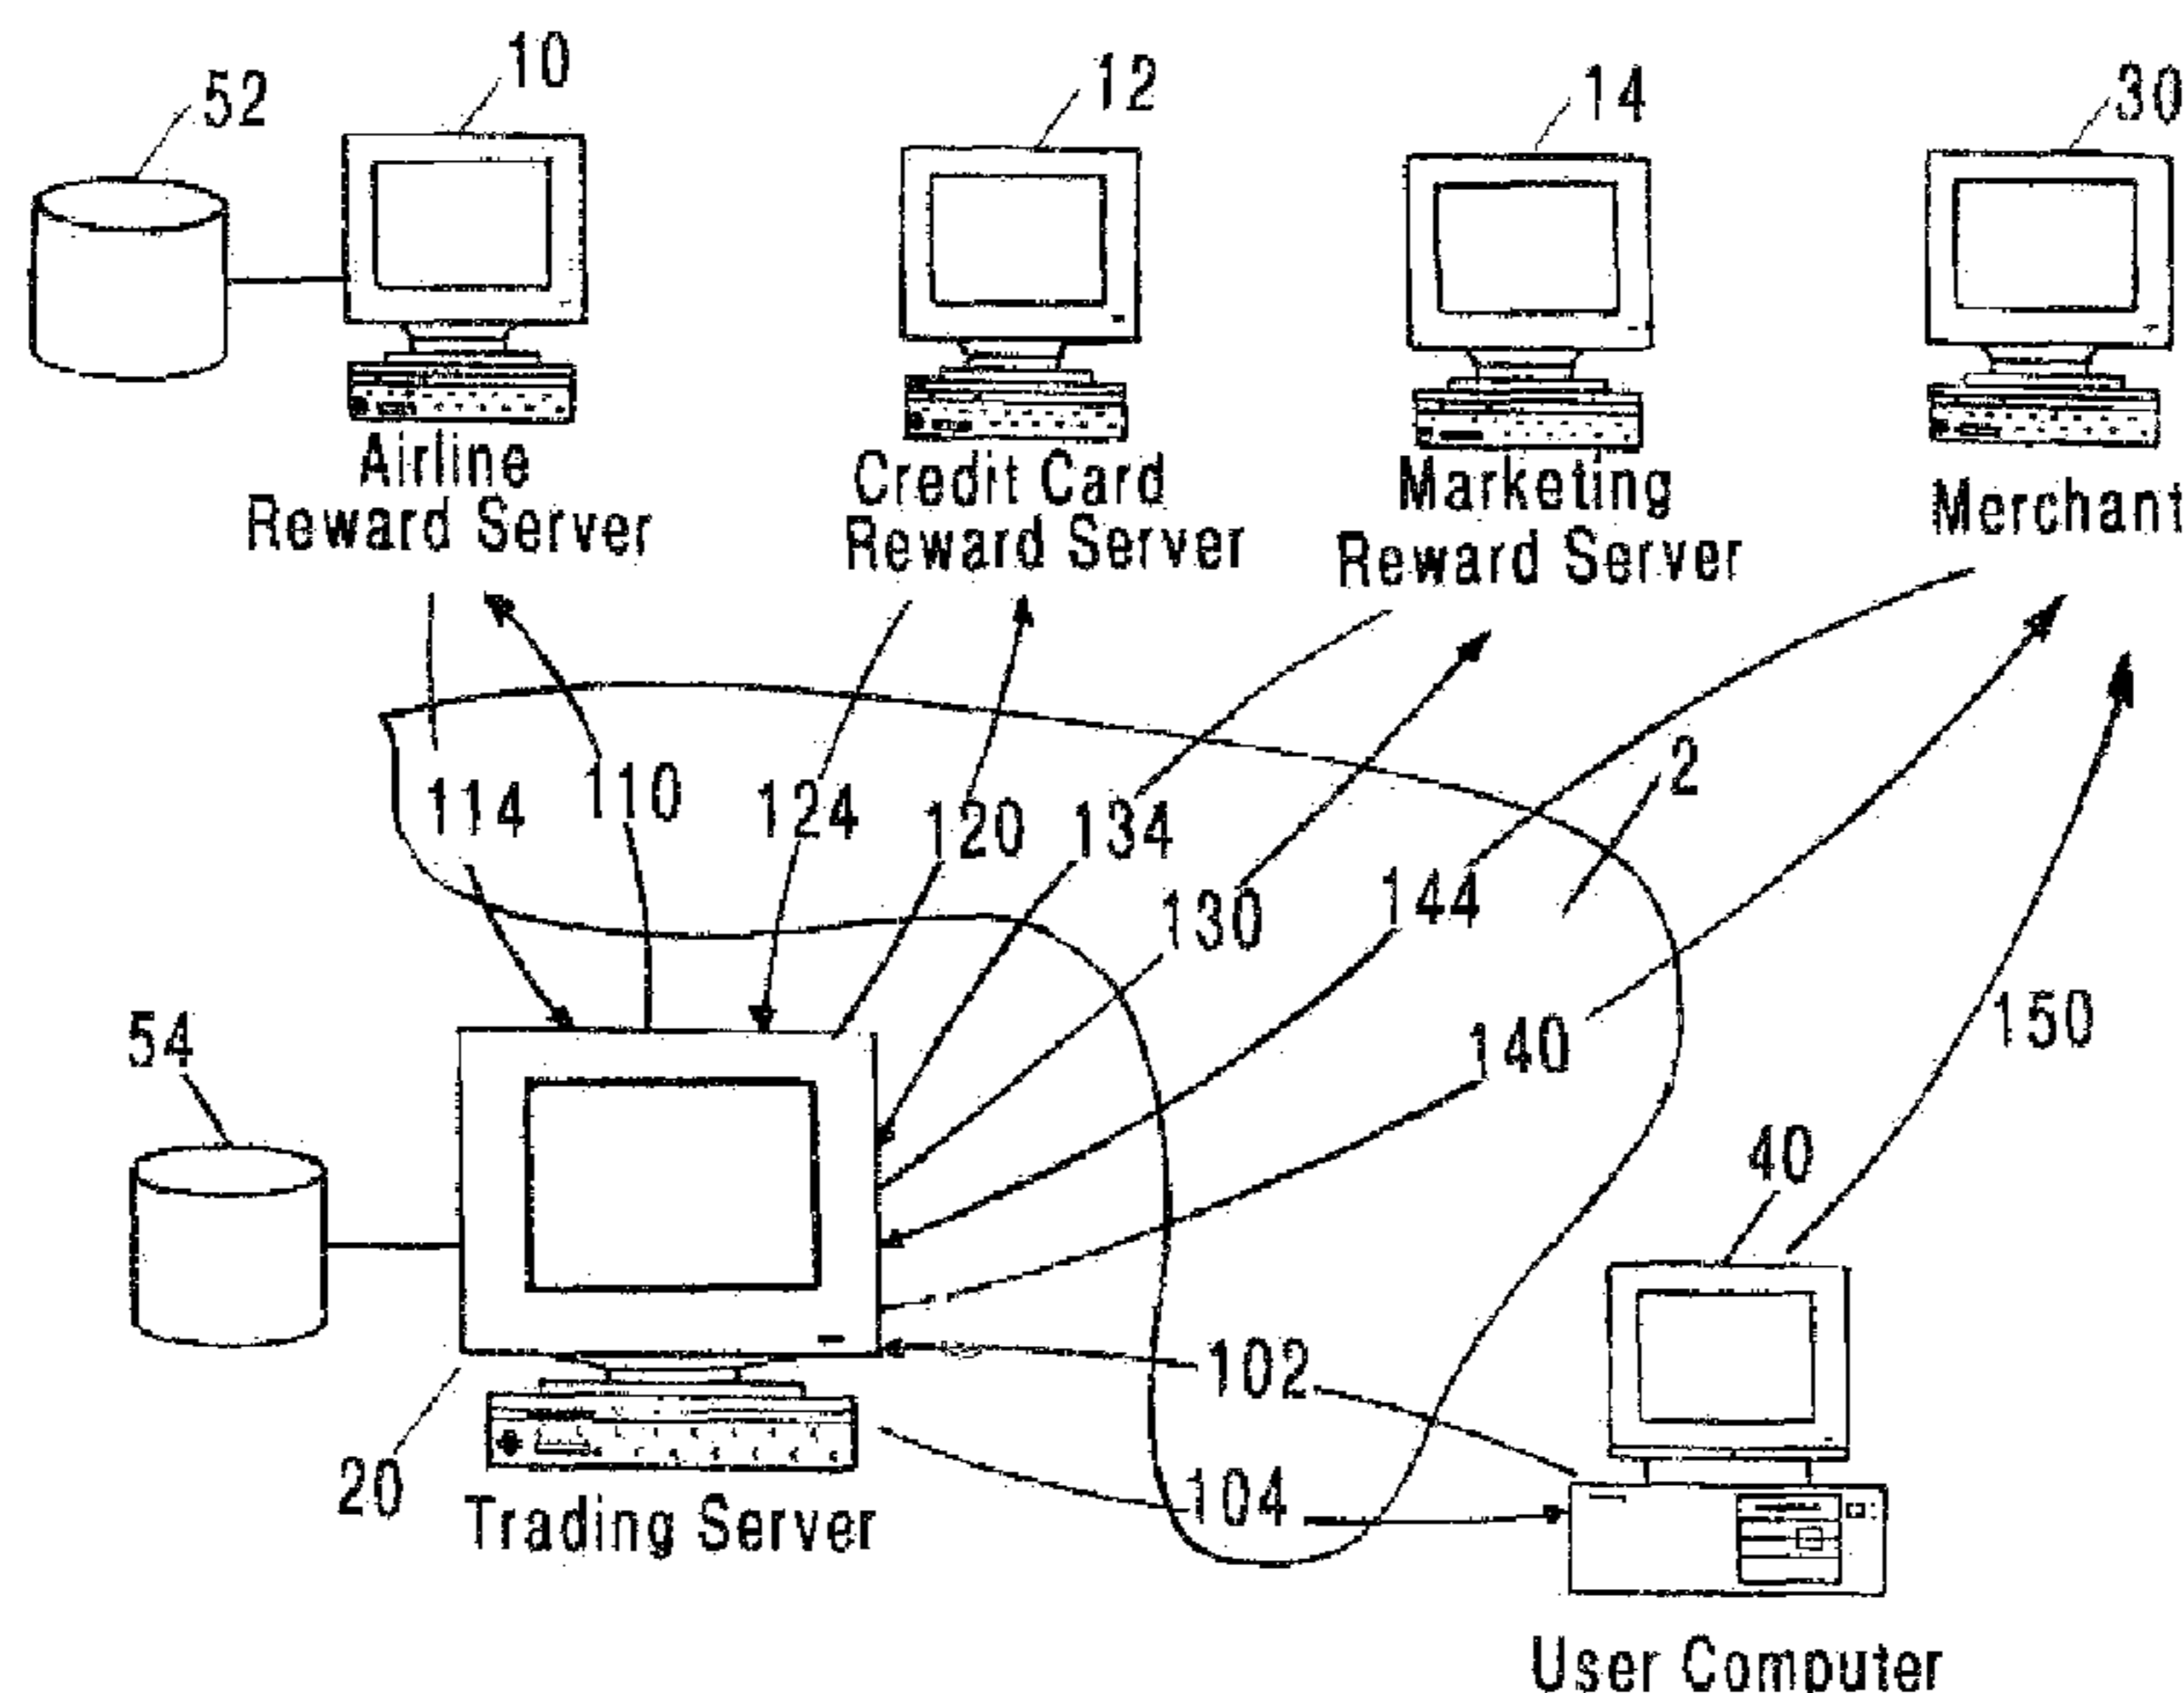 10
12
14
30
52
Airline
Reward Server
Credit Card
Reward Server
Marketing
Reward Server
Merchant
2
114
110
124
120
134
130
144
140
150
54
40
102
104
20
Trading Server
User Computer